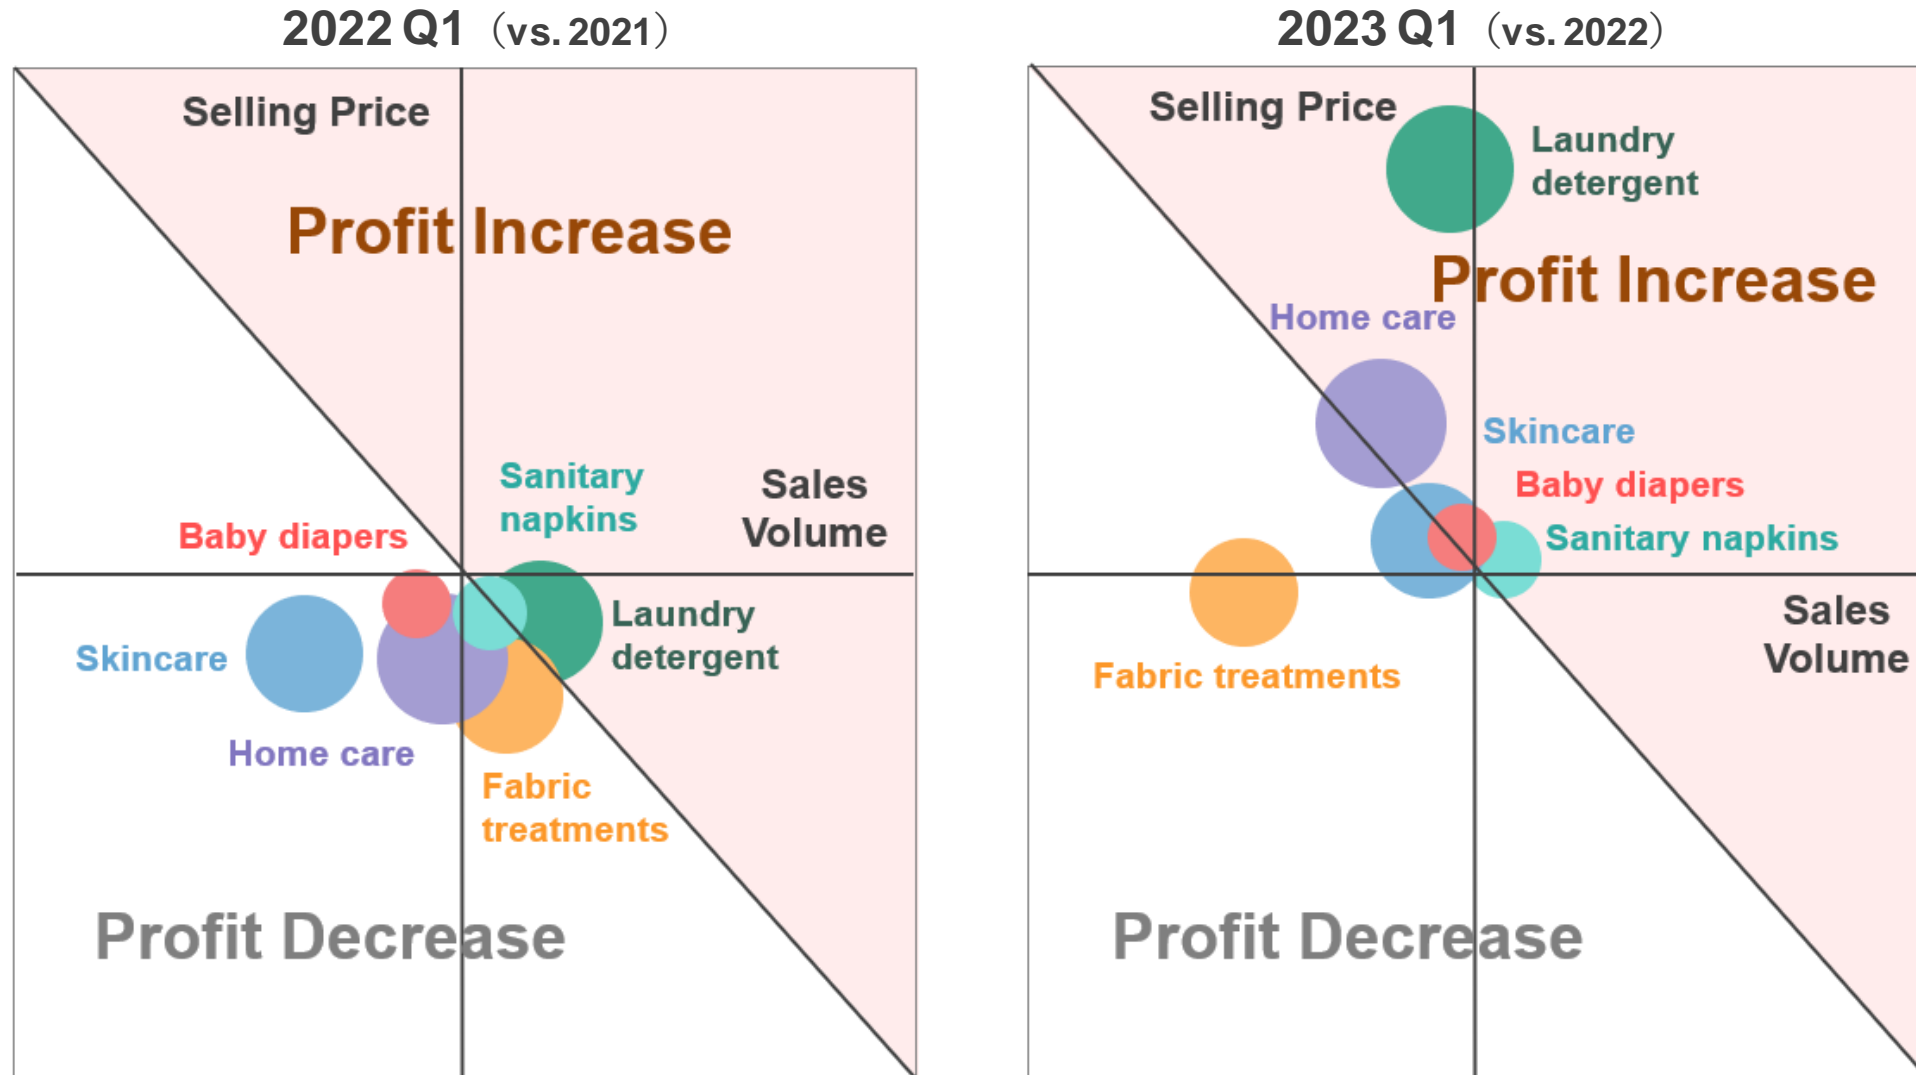 2022 Q1（vs. 2021）
Selling Price
Profit Increase
Sanitary
napkins
Sales
Volume
Baby diapers
Laundry
detergent
Skincare
Home care
Fabric
treatments
Profit Decrease
2023 Q1（vs. 2022）
Selling Price
Laundry
detergent
Profit Increase
Home care
Skincare
Baby diapers
Sanitary napkins
Sales
Volume
Fabric treatments
Profit Decrease